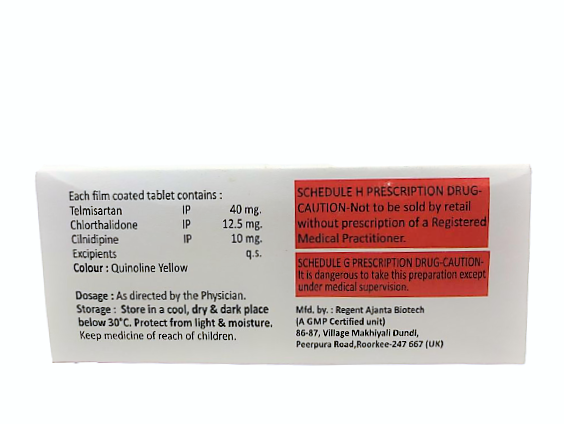 Each film coated tablet contains :
Telmisartan IP 40 mg.
Chlorthalidone IP 12.5 mg.
Cilnidipine IP 10 mg.
Excipients q.s.
Colour : Quinoline Yellow
Dosage : As directed by the Physician.
Storage : Store in a cool, dry & dark place
below 30°C. Protect from light & moisture.
Keep medicine of reach of children.
SCHEDULE H PRESCRIPTION DRUG-
CAUTION-Not to be sold by retail
without prescription of a Registered
Medical Practitioner.
SCHEDULE G PRESCRIPTION DRUG-CAUTION-
It is dangerous to take this preparation except
under medical supervision.
Mfd. by. : Regent Ajanta Biotech
(A GMP Certified unit)
86-87, Village Makhiyali Dundi,
Peerpura Road,Roorkee-247 667 (UK)